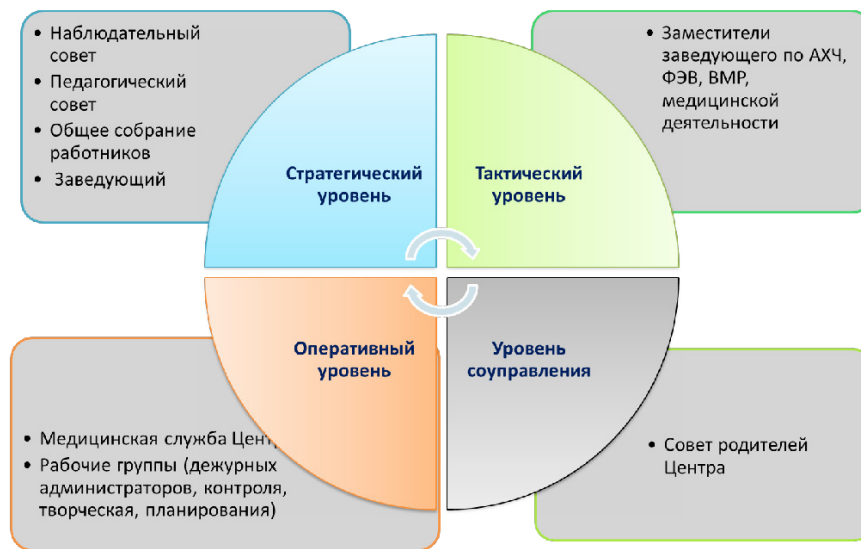 • Наблюдательный
совет
• Педагогический
совет
• Общее собрание
работников
• Заведующий
• Заместители
заведующего по АХЧ,
ФЭВ, ВМР,
медицинской
деятельности
Стратегический
уровень
Тактический
уровень
Оперативный
уровень
Уровень
соуправления
• Медицинская служба Цент
• Рабочие группы (дежурных
администраторов, контроля,
творческая, планирования)
• Совет родителей
Центра